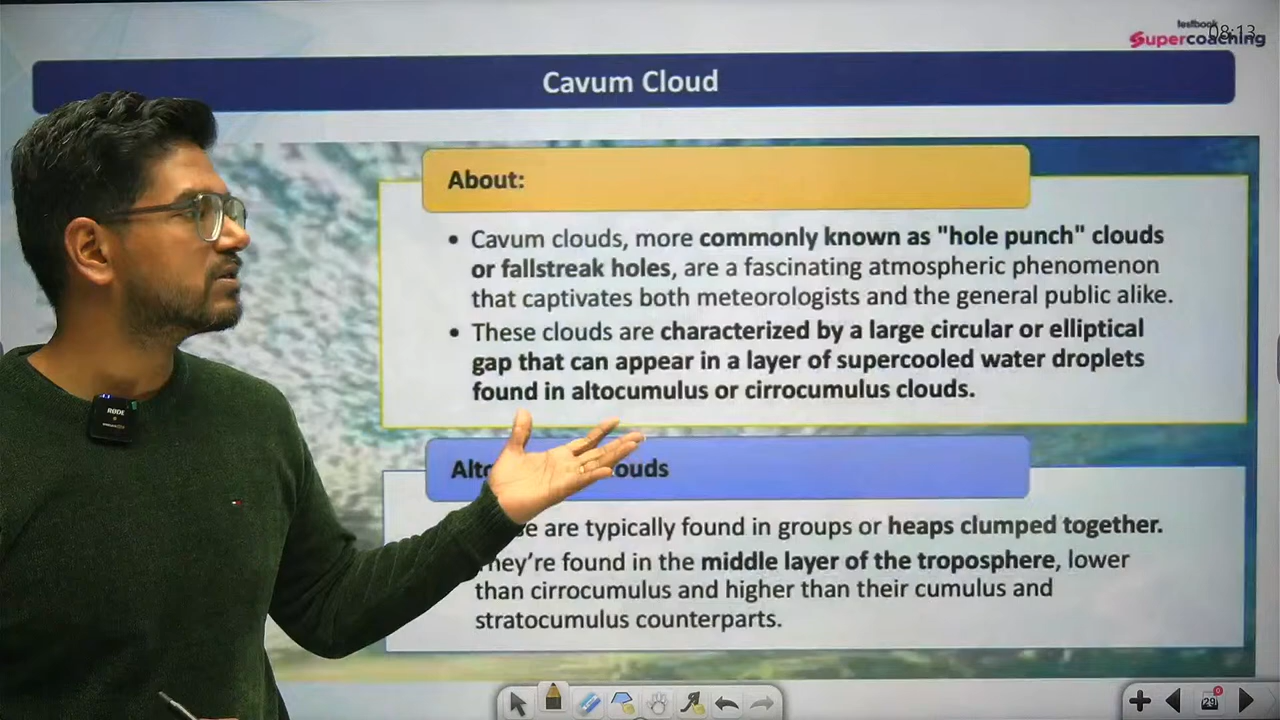 testbook
Supercoaching
08:13
Cavum Cloud
About:
• Cavum clouds, more commonly known as "hole punch" clouds
or fallstreak holes, are a fascinating atmospheric phenomenon
that captivates both meteorologists and the general public alike.
• These clouds are characterized by a large circular or elliptical
gap that can appear in a layer of supercooled water droplets
found in altocumulus or cirrocumulus clouds.
are typically found in groups or heaps clumped together.
They’re found in the middle layer of the troposphere, lower
than cirrocumulus and higher than their cumulus and
stratocumulus counterparts.
RØDE
29